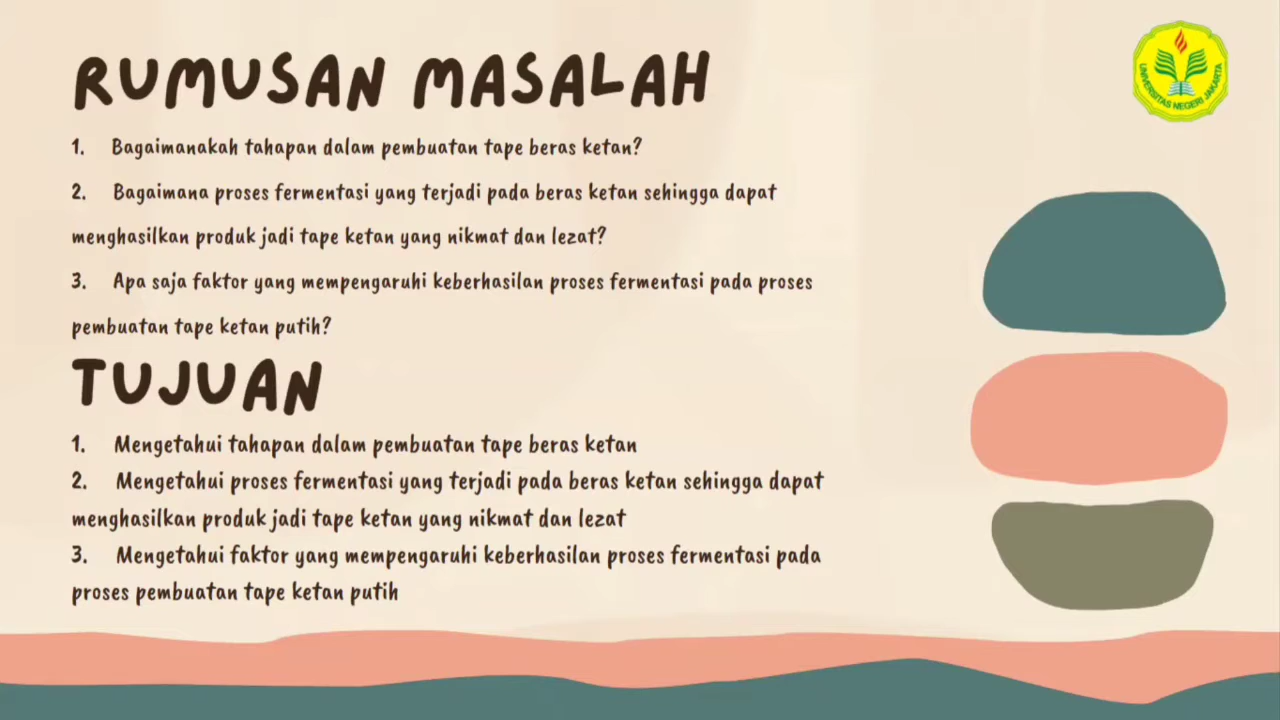 RUMUSAN MASALAH
UNIVERSITAS NEGERI JAKARTA
1. Bagaimanakah tahapan dalam pembuatan tape beras ketan?
2. Bagaimana proses fermentasi yang terjadi pada beras ketan sehingga dapat
menghasilkan produk jadi tape ketan yang nikmat dan lezat?
3. Apa saja faktor yang mempengaruhi keberhasilan proses fermentasi pada proses
pembuatan tape ketan putih?
TUJUAN
1. Mengetahui tahapan dalam pembuatan tape beras ketan
2. Mengetahui proses fermentasi yang terjadi pada beras ketan sehingga dapat
menghasilkan produk jadi tape ketan yang nikmat dan lezat
3. Mengetahui faktor yang mempengaruhi keberhasilan proses fermentasi pada
proses pembuatan tape ketan putih